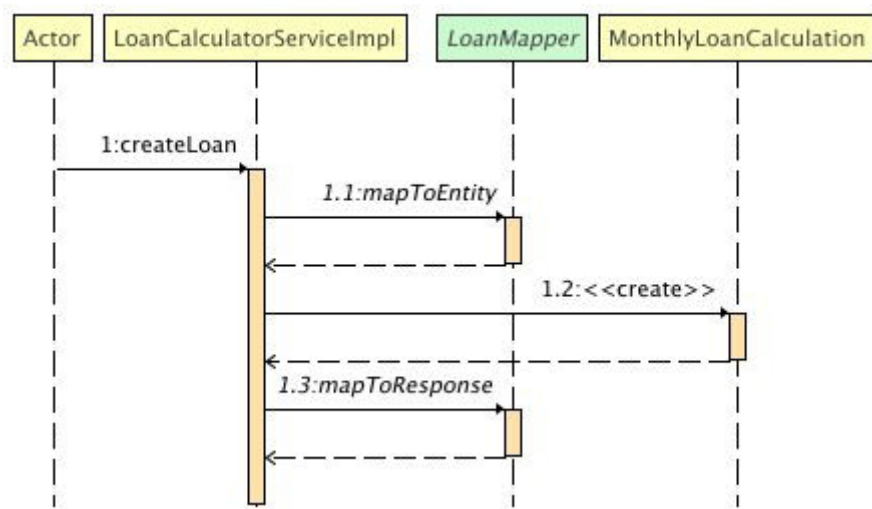 Actor
LoanCalculatorServiceImpl
LoanMapper
MonthlyLoanCalculation
1:createLoan
1.1:mapToEntity
1.2:<<create>>
1.3:mapToResponse